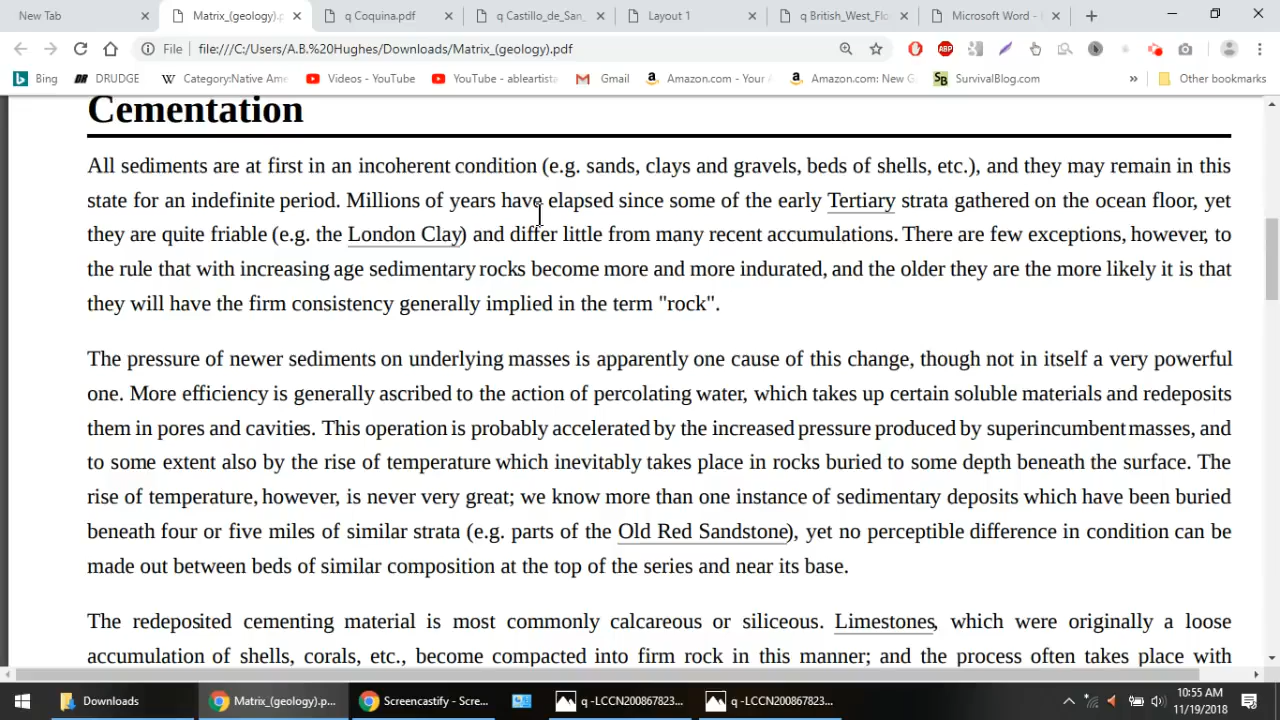 New Tab
Matrix_(geology).p
q Coquina.pdf
q Castillo_de_San_
Layout 1
q British_West_Flo
Microsoft Word -
File
file:///C:/Users/A.B.%20Hughes/Downloads/Matrix_(geology).pdf
ABP
Bing
DRUDGE
W
Category:Native Ame
Videos - YouTube
YouTube - ableartista
Gmail
Amazon.com - Your
Amazon.com: New G
SB
SurvivalBlog.com
»
Other bookmarks
Cementation
All sediments are at first in an incoherent condition (e.g. sands, clays and gravels, beds of shells, etc.), and they may remain in this
state for an indefinite period. Millions of years have elapsed since some of the early Tertiary strata gathered on the ocean floor, yet
they are quite friable (e.g. the London Clay) and differ little from many recent accumulations. There are few exceptions, however, to
the rule that with increasing age sedimentary rocks become more and more indurated, and the older they are the more likely it is that
they will have the firm consistency generally implied in the term "rock".
The pressure of newer sediments on underlying masses is apparently one cause of this change, though not in itself a very powerful
one. More efficiency is generally ascribed to the action of percolating water, which takes up certain soluble materials and redeposits
them in pores and cavities. This operation is probably accelerated by the increased pressure produced by superincumbent masses, and
to some extent also by the rise of temperature which inevitably takes place in rocks buried to some depth beneath the surface. The
rise of temperature, however, is never very great; we know more than one instance of sedimentary deposits which have been buried
beneath four or five miles of similar strata (e.g. parts of the Old Red Sandstone), yet no perceptible difference in condition can be
made out between beds of similar composition at the top of the series and near its base.
The redeposited cementing material is most commonly calcareous or siliceous. Limestones, which were originally a loose
accumulation of shells, corals, etc., become compacted into firm rock in this manner; and the process often takes place with
Downloads
Matrix_(geology).p...
Screencastify - Scre...
q -LCCN200867823...
q -LCCN200867823...
10:55 AM
11/19/2018